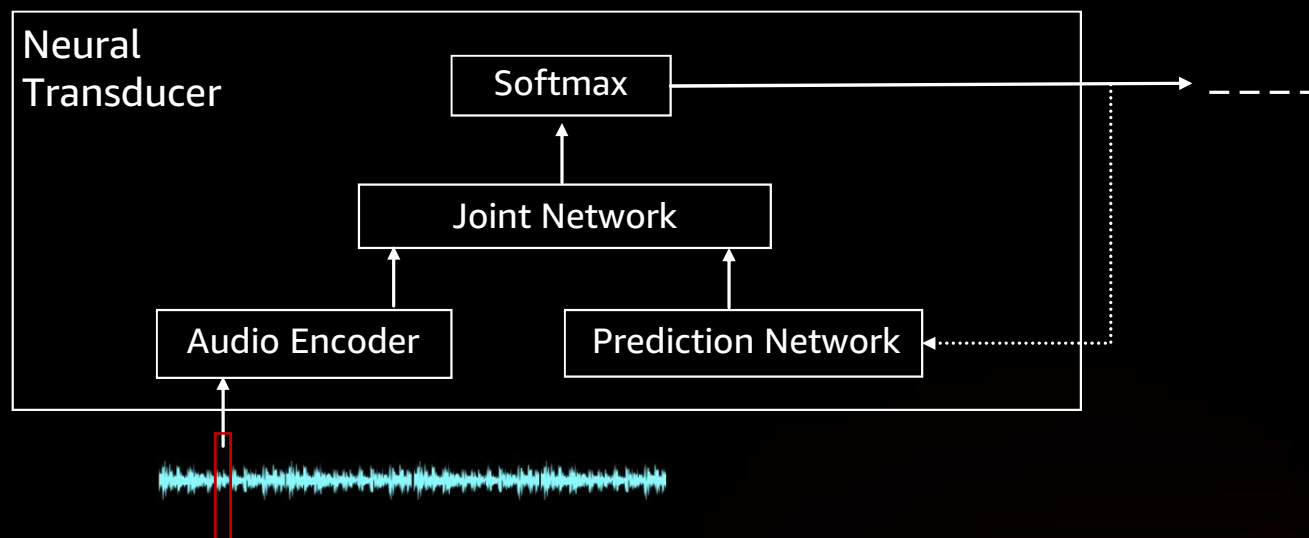 Neural
Transducer
Softmax
Joint Network
Audio Encoder
Prediction Network